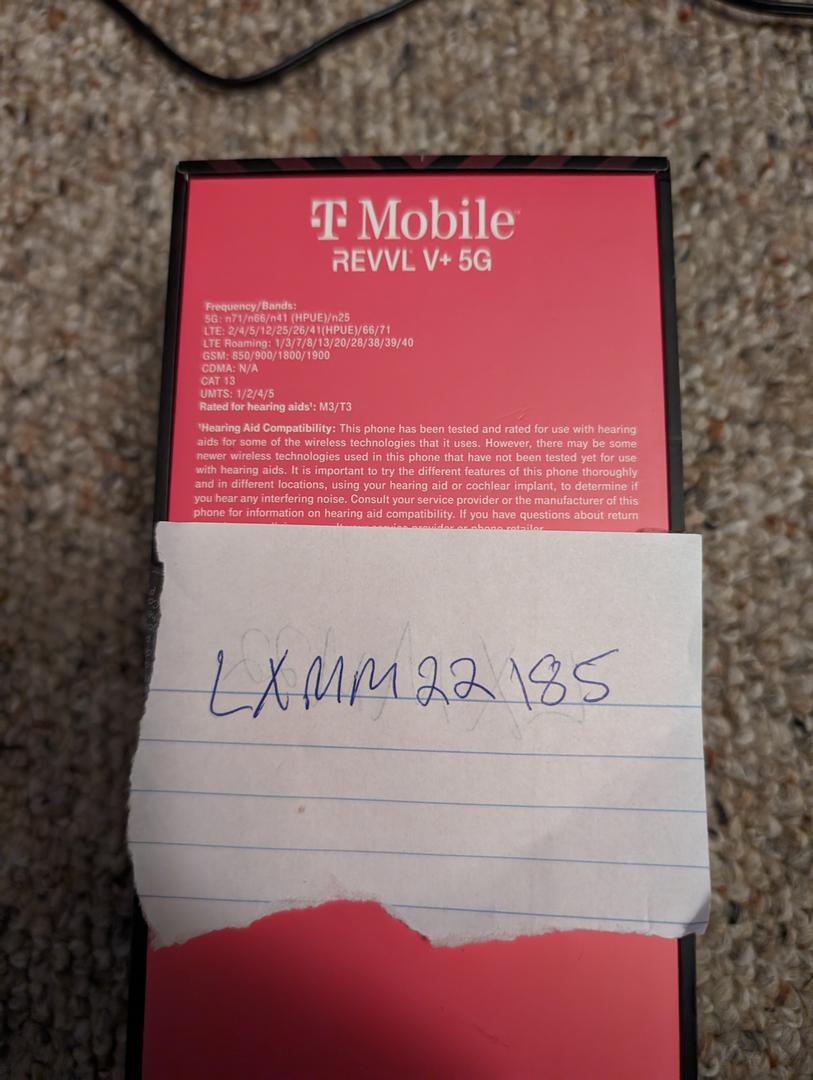 T Mobile
REVVL V+ 5G
Frequency/Bands:
5G: n71/n66/n41 (HPUE)/n25
LTE: 2/4/5/12/25/26/41(HPUE)/66/71
LTE Roaming: 1/3/7/8/13/20/28/38/39/40
GSM: 850/900/1800/1900
CDMA: N/A
CAT 13
UMTS: 1/2/4/5
Rated for hearing aids¹: M3/T3
¹Hearing Aid Compatibility: This phone has been tested and rated for use with hearing
aids for some of the wireless technologies that it uses. However, there may be some
newer wireless technologies used in this phone that have not been tested yet for use
with hearing aids. It is important to try the different features of this phone thoroughly
and in different locations, using your hearing aid or cochlear implant, to determine if
you hear any interfering noise. Consult your service provider or the manufacturer of this
phone for information on hearing aid compatibility. If you have questions about return
service provider or phone retailer.
LXMM22185